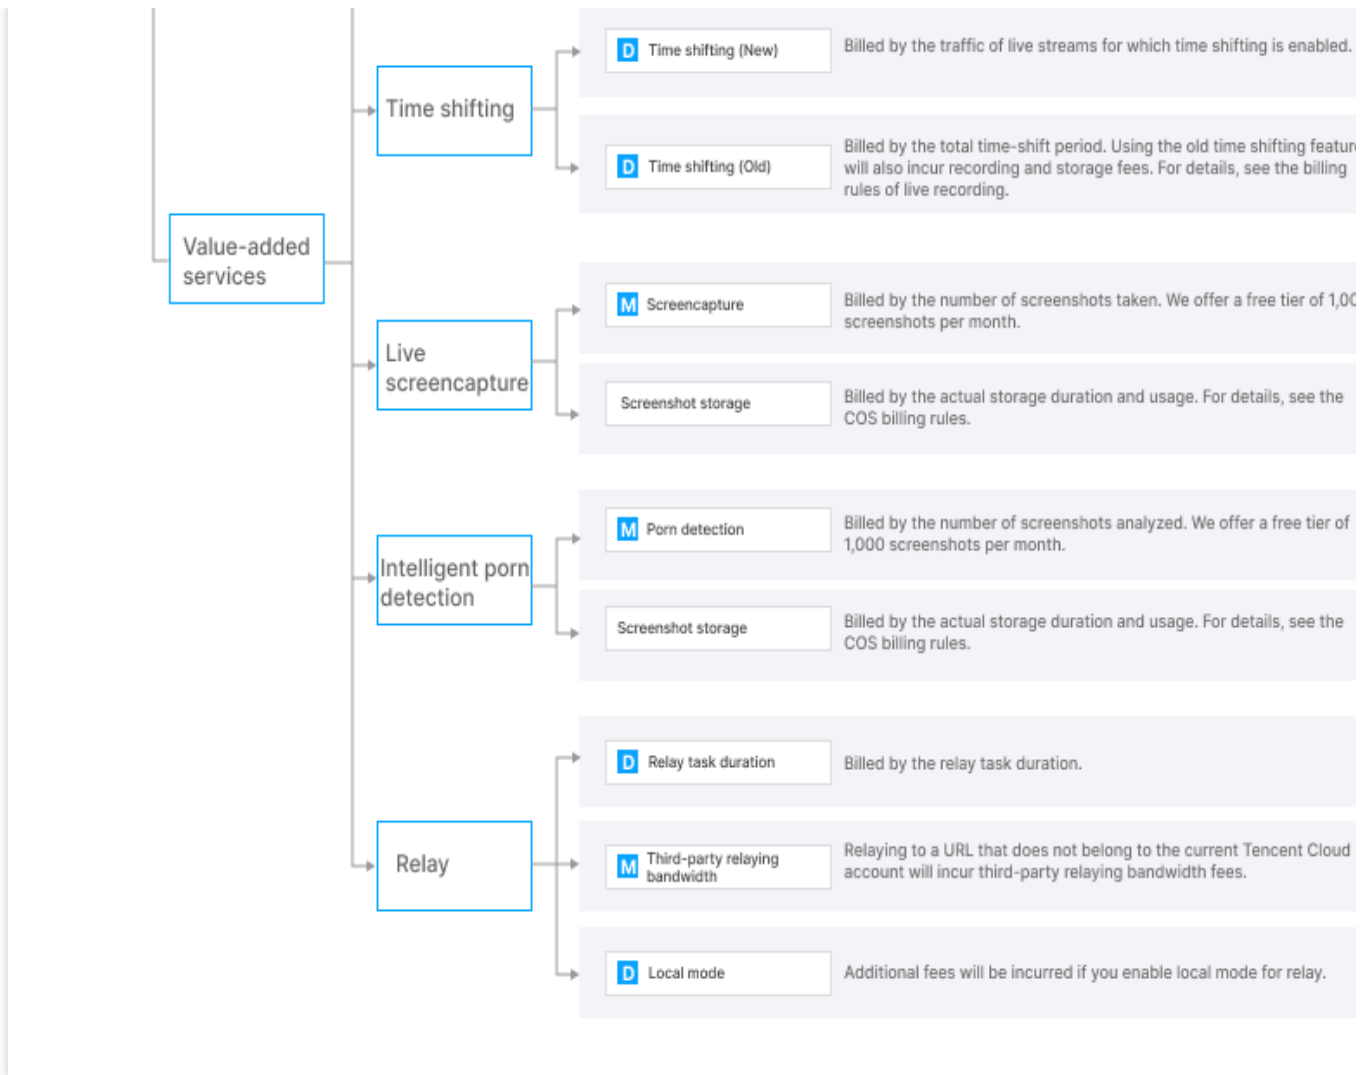 D Time shifting (New)
Billed by the traffic of live streams for which time shifting is enabled.
Time shifting
D Time shifting (Old)
Billed by the total time-shift period. Using the old time shifting
will also incur recording and storage fees. For details, see the billing
rules of live recording.
Value-added
services
M Screencapture
Billed by the number of screenshots taken. We offer a free tier of
screenshots per month.
Live
screencapture
Screenshot storage
Billed by the actual storage duration and usage. For details, see the
COS billing rules.
M Porn detection
Billed by the number of screenshots analyzed. We offer a free tier of
1,000 screenshots per month.
Intelligent porn
detection
Screenshot storage
Billed by the actual storage duration and usage. For details, see the
COS billing rules.
D Relay task duration
Billed by the relay task duration.
Relay
M Third-party relaying
bandwidth
Relaying to a URL that does not belong to the current Tencent Cloud
account will incur third-party relaying bandwidth fees.
D Local mode
Additional fees will be incurred if you enable local mode for relay.